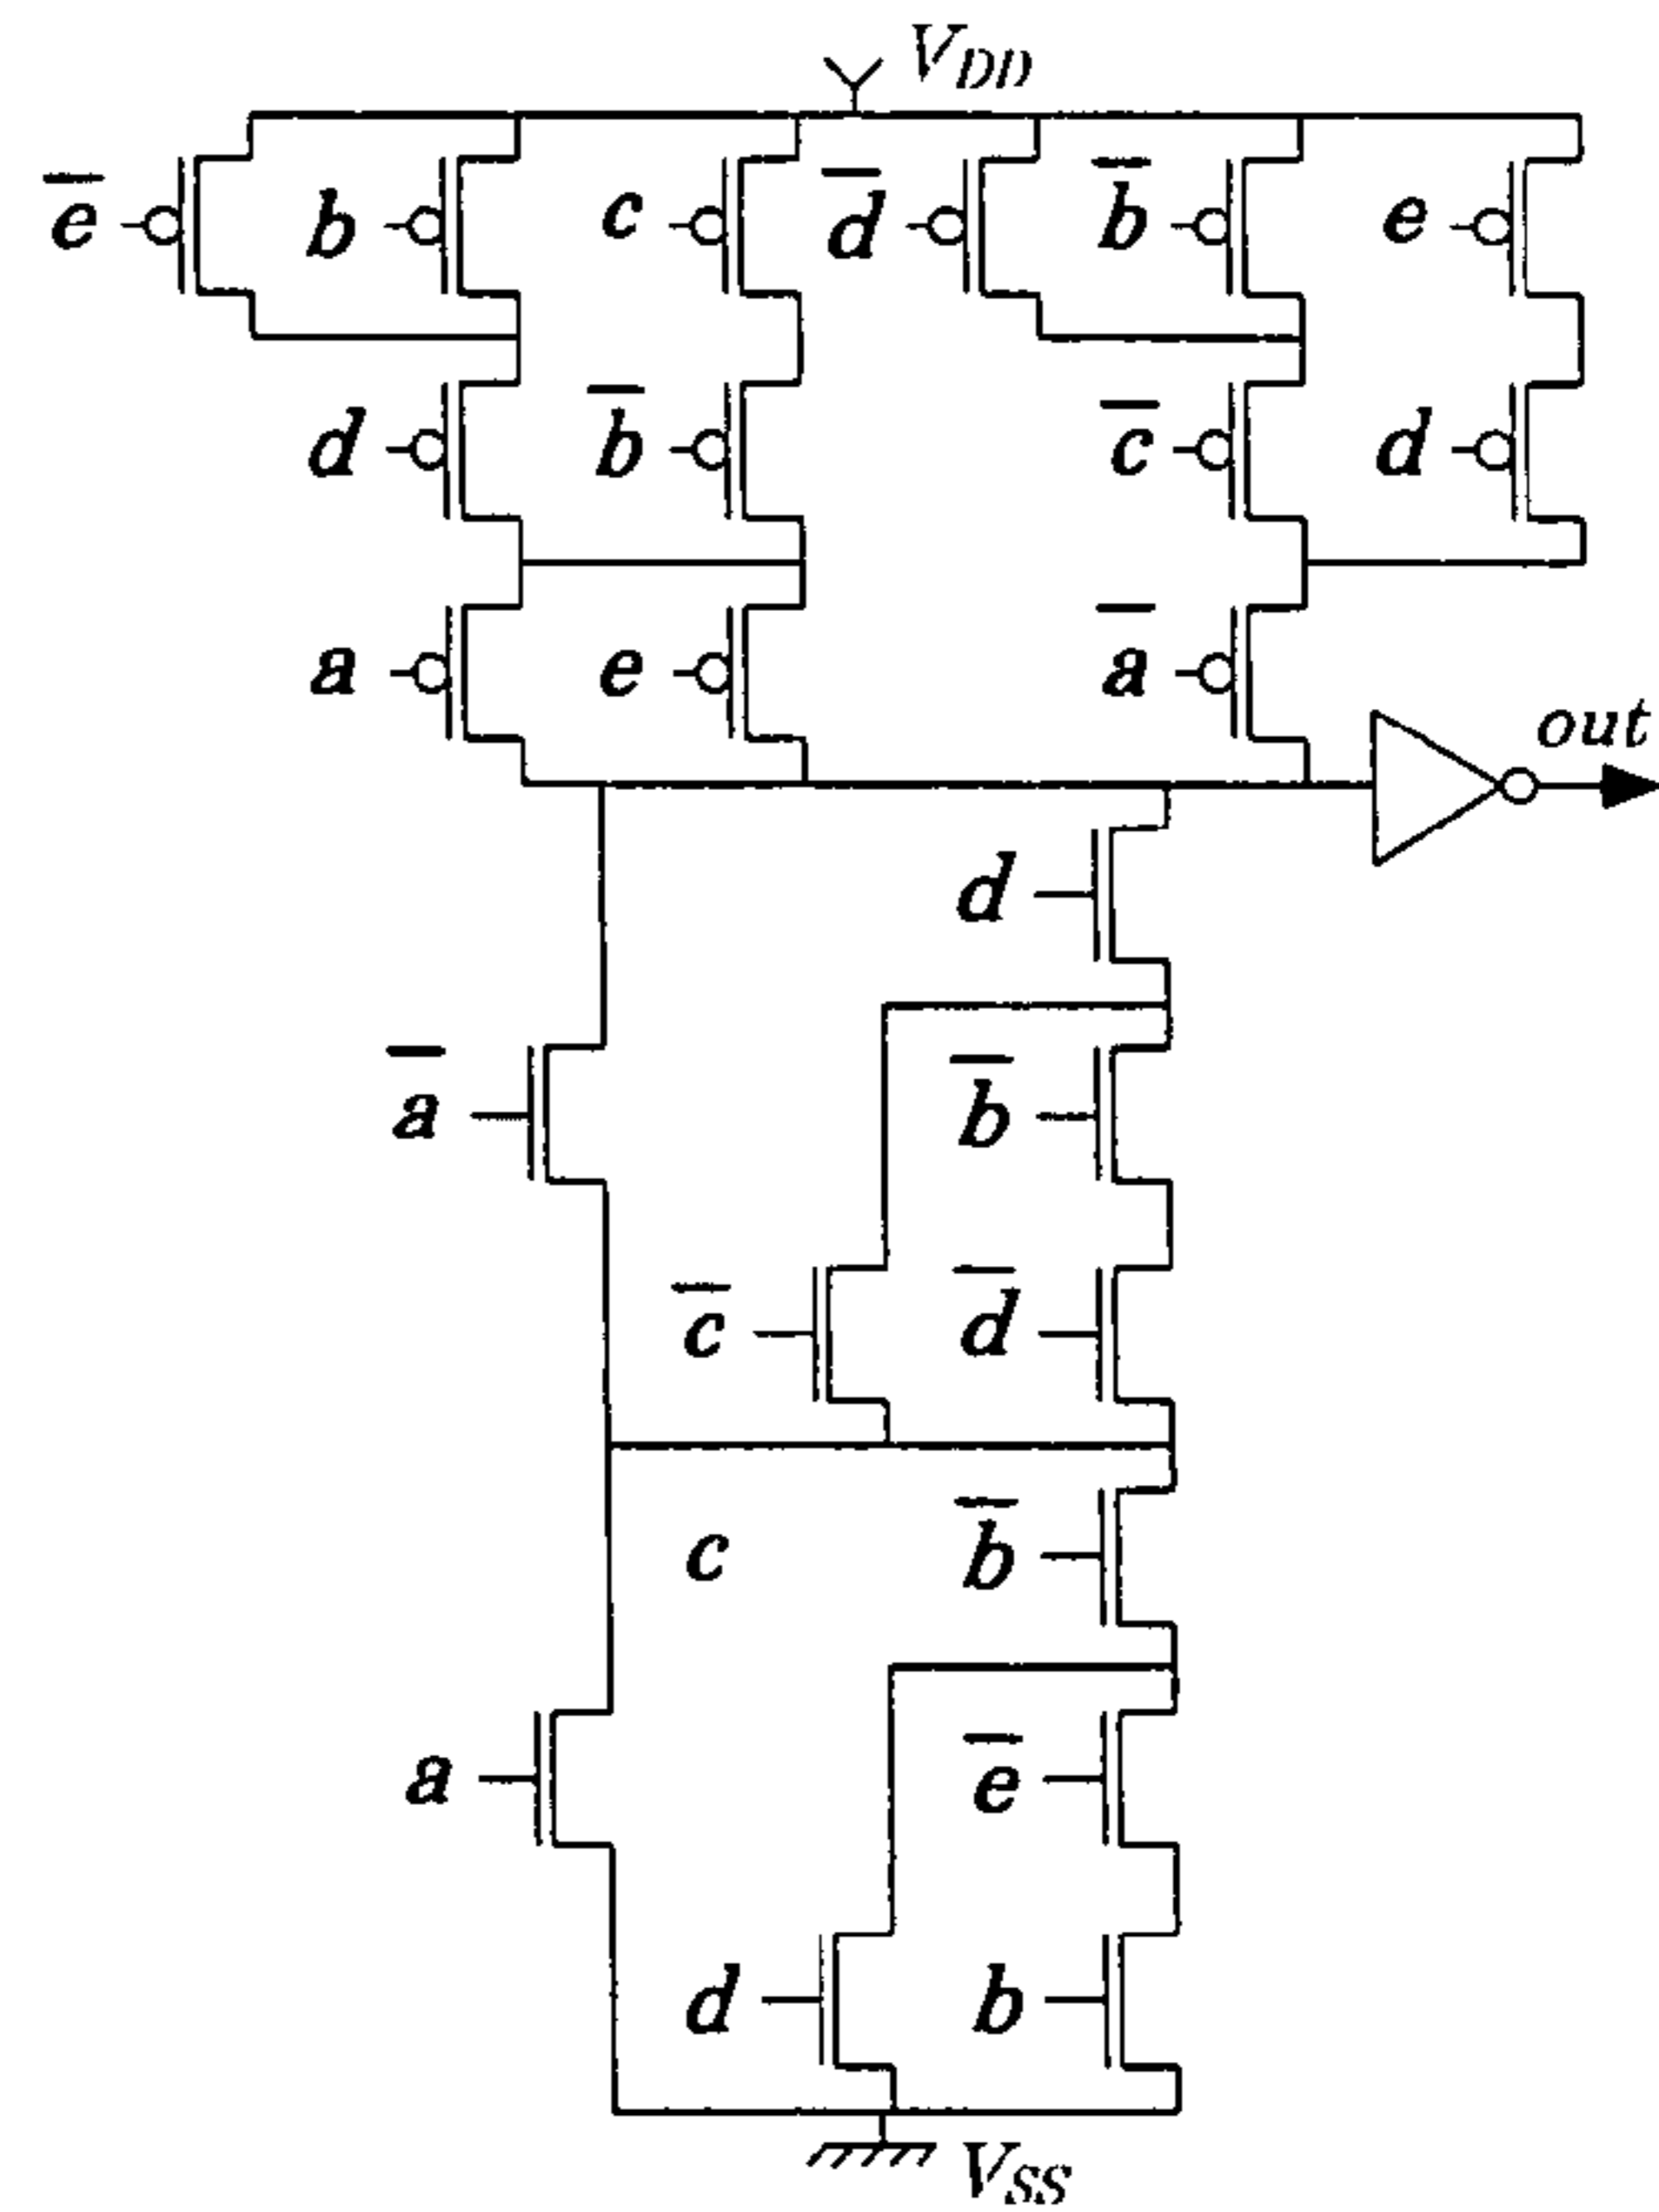 V_DD
e̅ b c d̅ b̅ e
d b̅ c̅ d
a e a̅
out
d
a̅ b̅
c̅ d̅
c b̅
a e̅
d b
V_SS